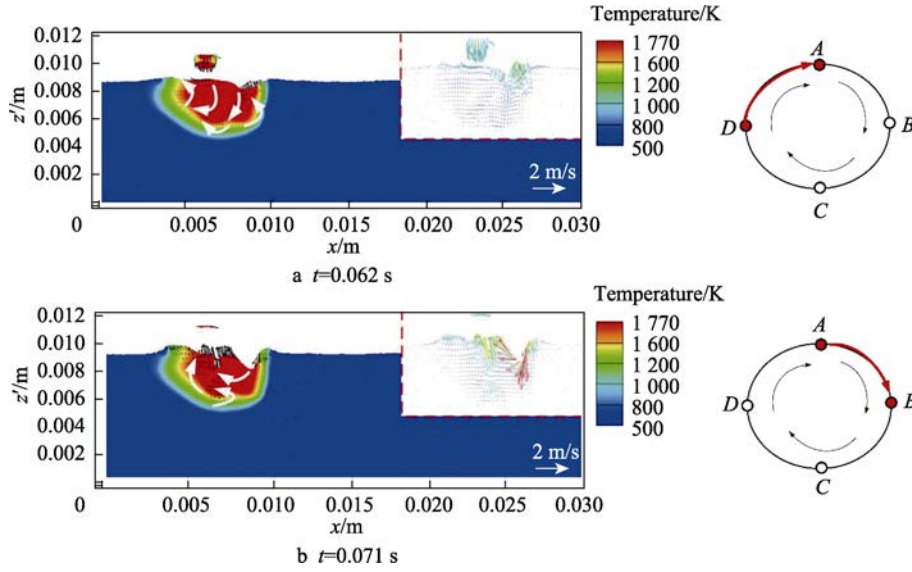 Temperature/K
1 770
1 600
1 200
1 000
800
500
z'/m
0.012
0.010
0.008
0.006
0.004
0.002
0
0.005
0.010
0.015
0.020
0.025
0.030
x/m
2 m/s
A
B
C
D
a t=0.062 s
Temperature/K
1 770
1 600
1 200
1 000
800
500
z'/m
0.012
0.010
0.008
0.006
0.004
0.002
0
0.005
0.010
0.015
0.020
0.025
0.030
x/m
2 m/s
A
B
C
D
b t=0.071 s